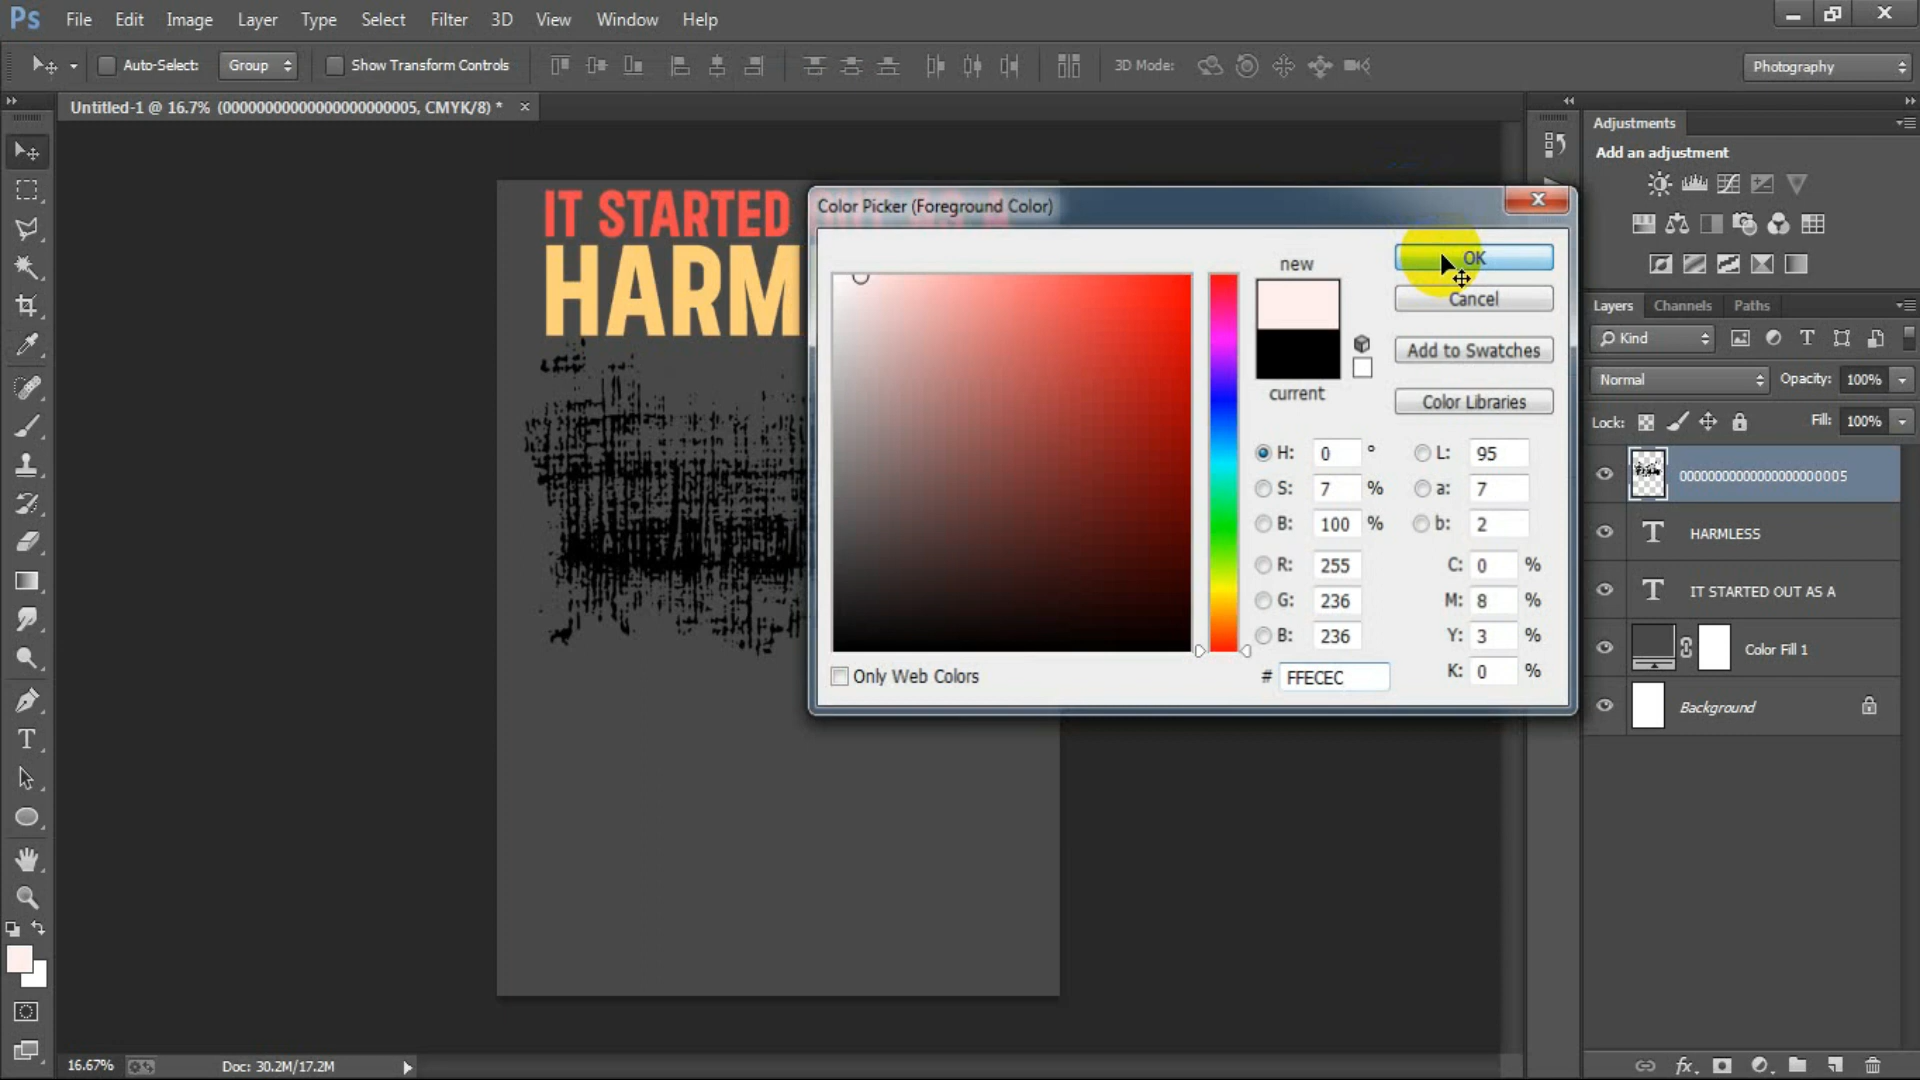 Ps File Edit Image Layer Type Select Filter 3D View Window Help
Auto-Select: Group Show Transform Controls 3D Mode: Photography
Untitled-1 @ 16.7% (0000000000000000000000005, CMYK/8) * ×
IT STARTED
HARM
Color Picker (Foreground Color)
new
current
OK
Cancel
Add to Swatches
Color Libraries
H: 0 ° L: 95
S: 7 % a: 7
B: 100 % b: 2
R: 255 C: 0 %
G: 236 M: 8 %
B: 236 Y: 3 %
# FFECEC K: 0 %
Only Web Colors
Adjustments
Add an adjustment
Layers Channels Paths
Kind
Normal Opacity: 100%
Lock: Fill: 100%
0000000000000000000000005
HARMLESS
IT STARTED OUT AS A
Color Fill 1
Background
16.67% Doc: 30.2M/17.2M